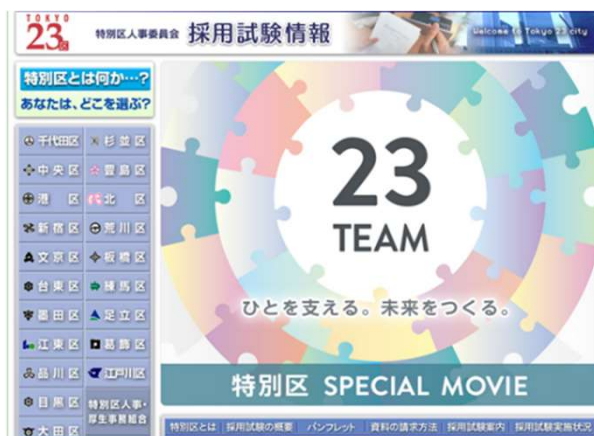 TOKYO
23区
特別区人事委員会 採用試験情報
Welcome to Tokyo 23 city
特別区とは何か…?
あなたは、どこを選ぶ?
千代田区 杉並区
中央区 豊島区
港区 北区
新宿区 荒川区
文京区 板橋区
台東区 練馬区
墨田区 足立区
江東区 葛飾区
品川区 江戸川区
目黒区 特別区人事・
厚生事務組合
大田区
23
TEAM
ひとを支える。未来をつくる。
特別区 SPECIAL MOVIE
特別区とは 採用試験の概要 パンフレット 資料の請求方法 採用試験案内 採用試験実施状況